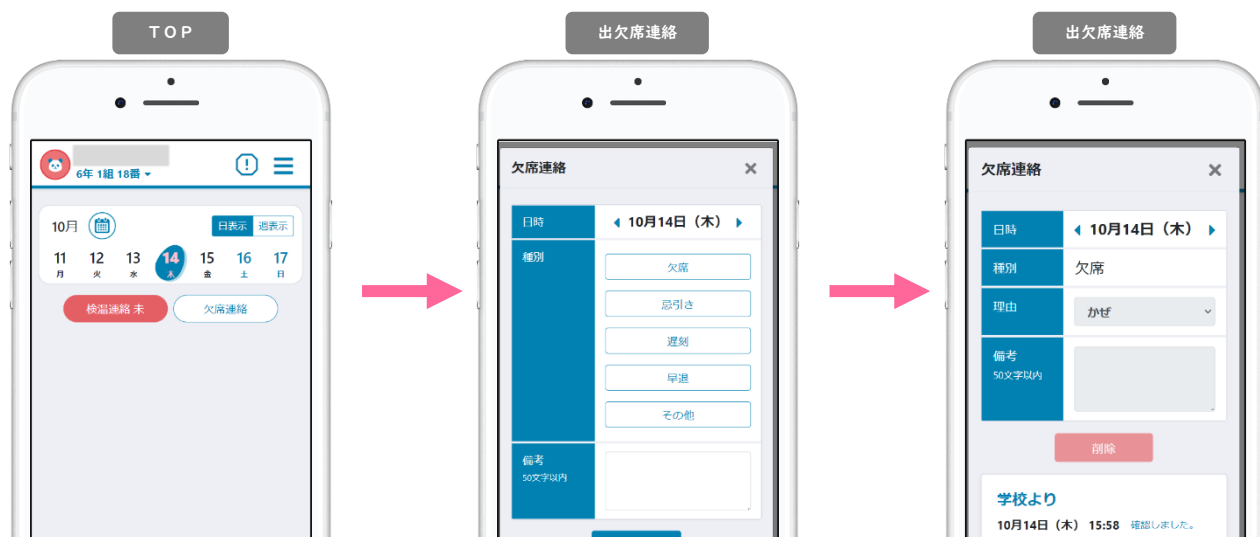 TOP
6年 1組 18番
10月
日表示 週表示
11 12 13 14 15 16 17
月 火 水 木 金 土 日
検温連絡 未
欠席連絡
出欠席連絡
欠席連絡
日時
10月14日（木）
種別
欠席
忌引き
遅刻
早退
その他
備考
50文字以内
出欠席連絡
欠席連絡
日時
10月14日（木）
種別
欠席
理由
かぜ
備考
50文字以内
削除
学校より
10月14日（木） 15:58 確認しました。